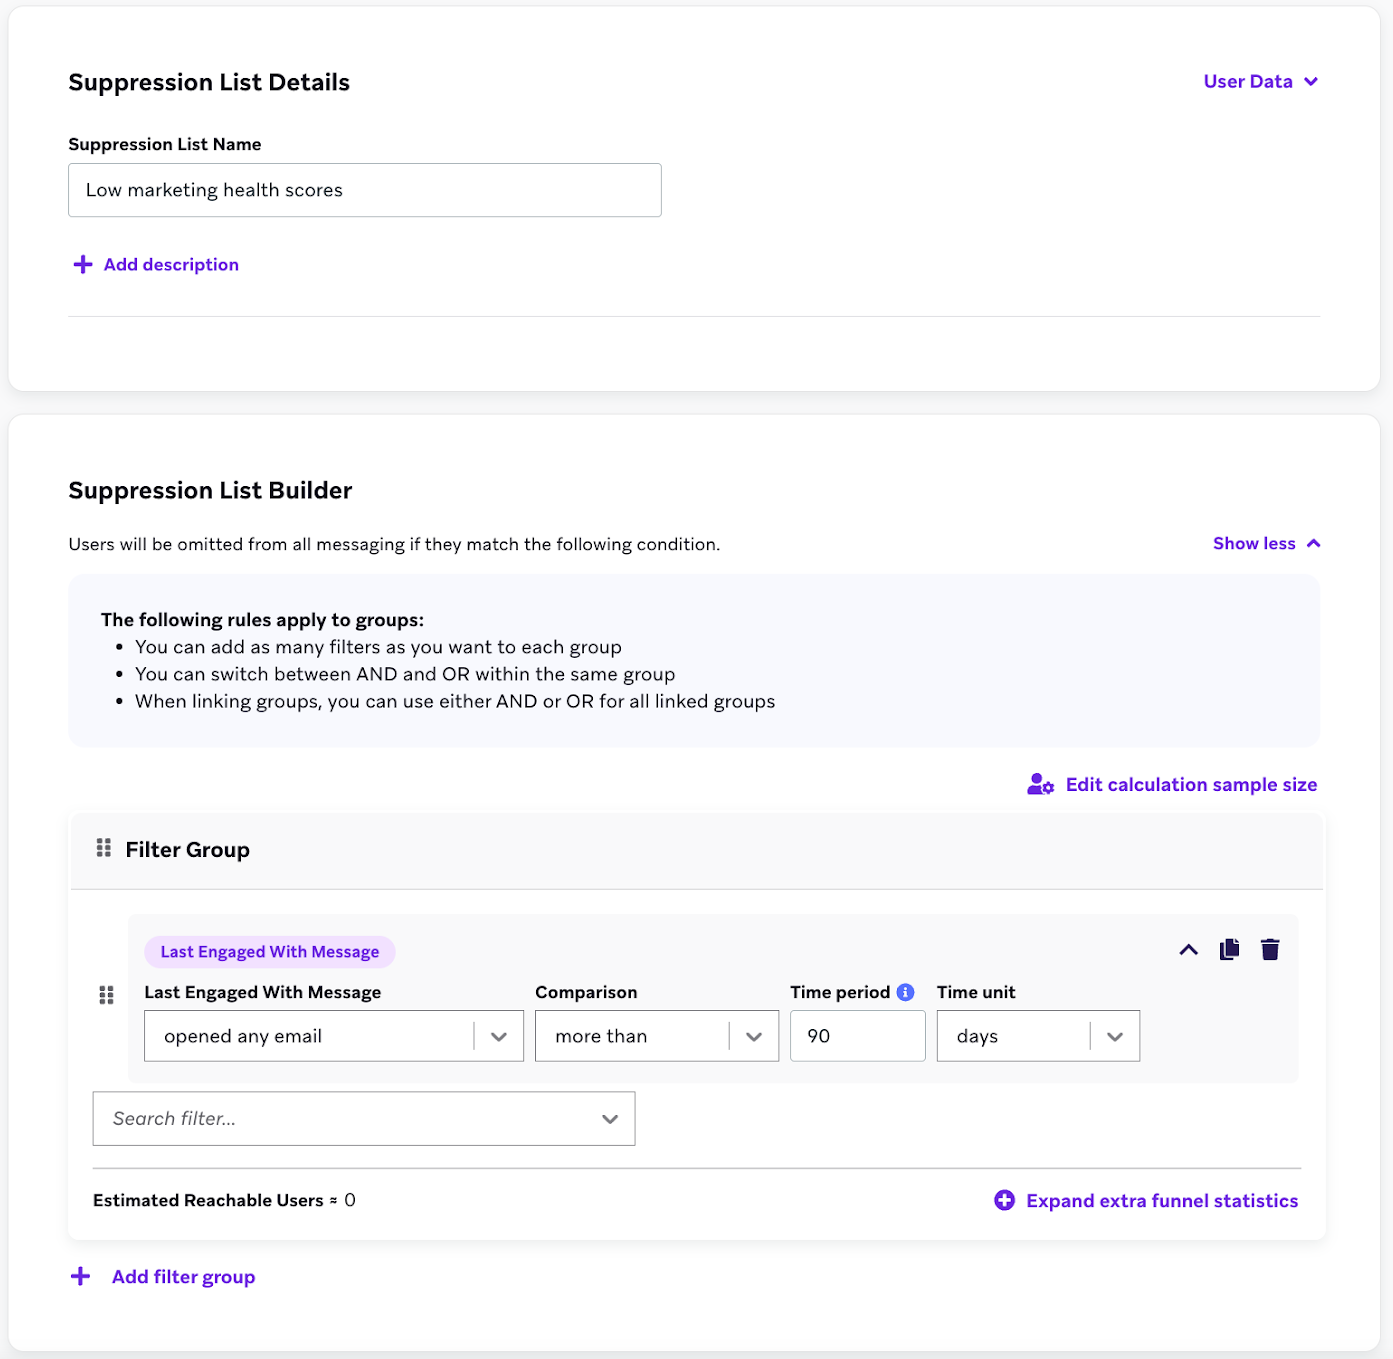 Suppression List Details
User Data
Suppression List Name
Low marketing health scores
Add description
Suppression List Builder
Users will be omitted from all messaging if they match the following condition.
Show less
The following rules apply to groups:
• You can add as many filters as you want to each group
• You can switch between AND and OR within the same group
• When linking groups, you can use either AND or OR for all linked groups
Edit calculation sample size
Filter Group
Last Engaged With Message
Last Engaged With Message
Comparison
Time period
Time unit
opened any email
more than
90
days
Search filter...
Estimated Reachable Users ≈ 0
Expand extra funnel statistics
Add filter group